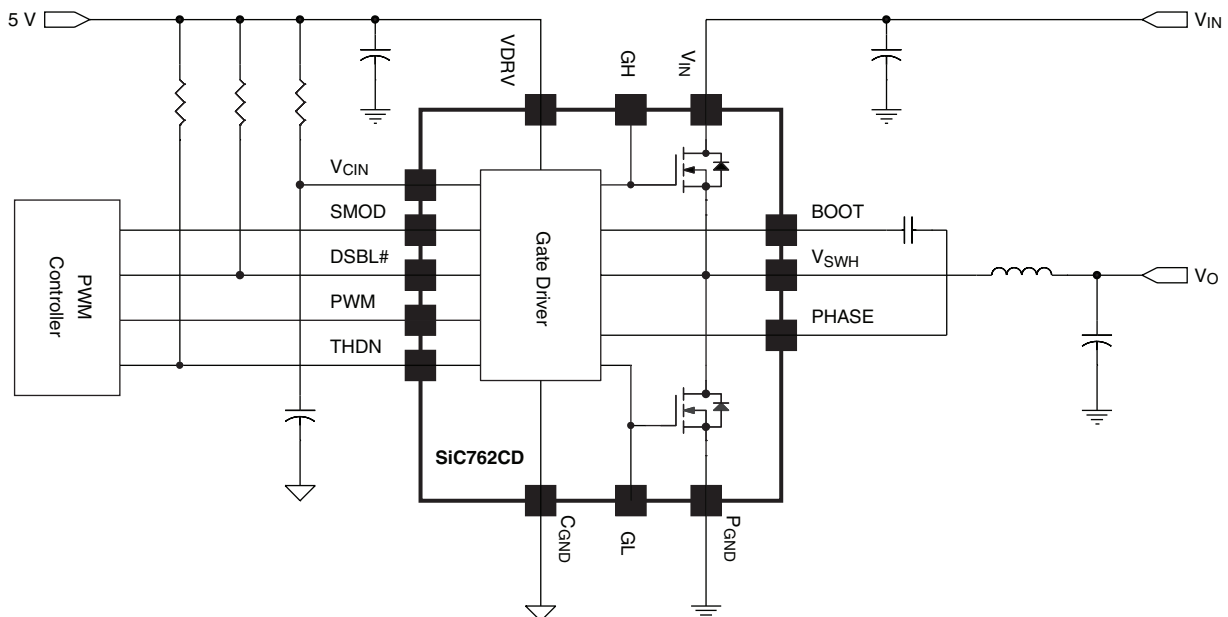 5 V
VIN
VDRV
GH
VIN
VCIN
SMOD
DSBL#
PWM
THDN
PWM
Controller
Gate Driver
BOOT
VSWH
PHASE
VO
SiC762CD
CGND
GL
PGND